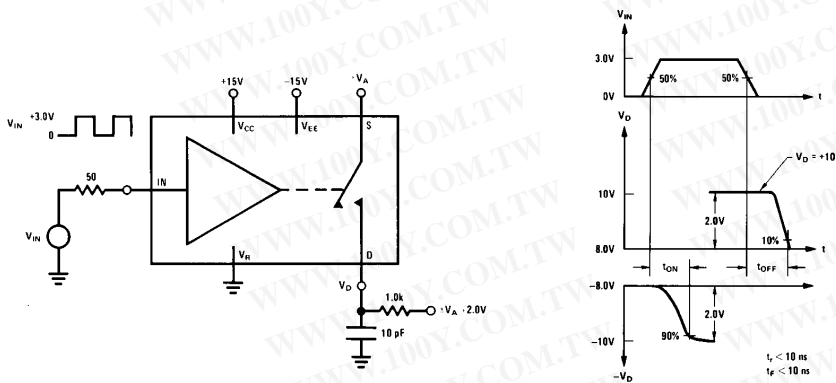 WWW.100Y.COM.TW
+15V
-15V
·V_A
V_IN +3.0V
0
V_CC
V_EE
S
50
IN
V_IN
V_R
D
V_D
1.0k
·V_A ·2.0V
10 pF
V_IN
3.0V
50%
50%
0V
t
V_D
V_D = +10
10V
2.0V
10%
8.0V
t
t_ON
t_OFF
-8.0V
2.0V
90%
-10V
-V_D
t_r < 10 ns
t_F < 10 ns